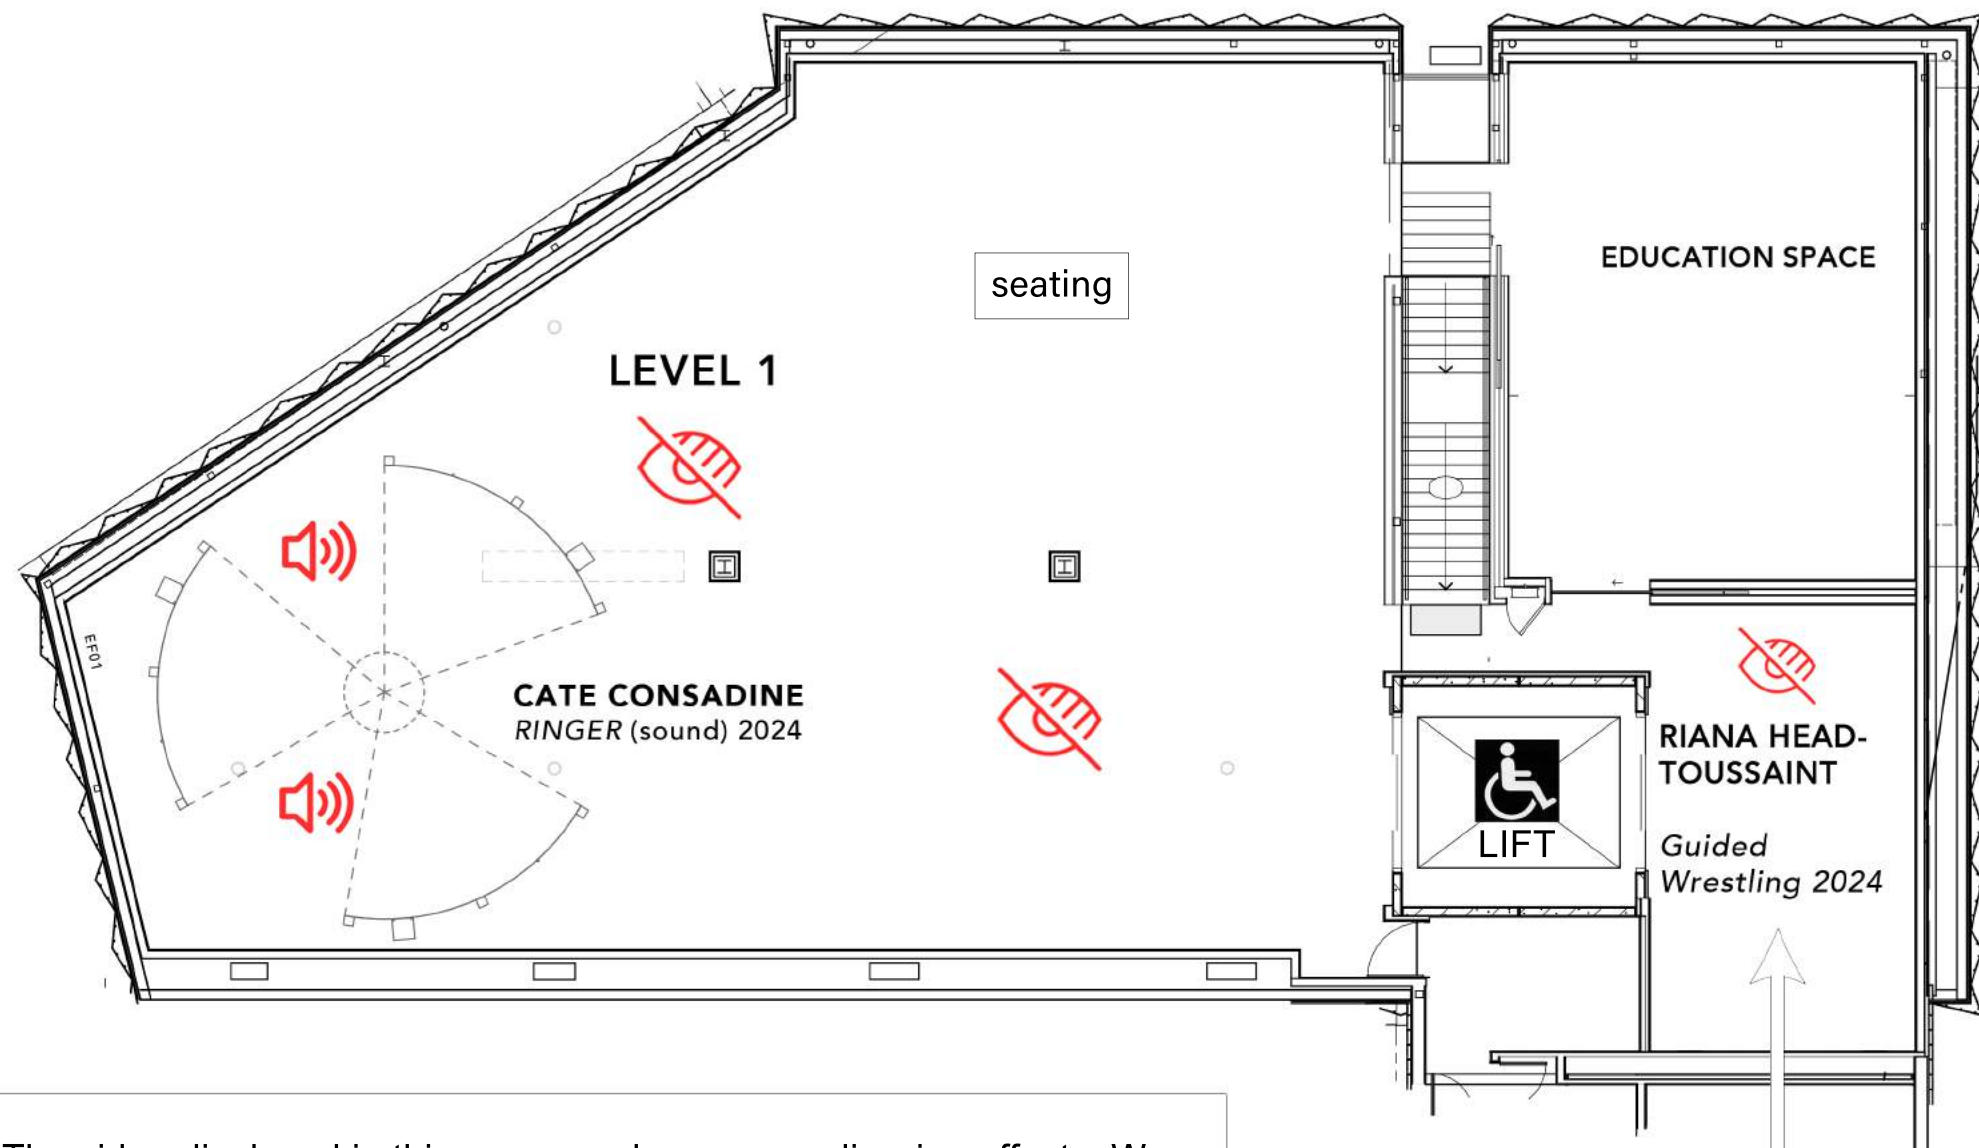 seating
EDUCATION SPACE
LEVEL 1
EF01
CATE CONSADINE
RINGER (sound) 2024
LIFT
RIANA HEAD-
TOUSSAINT
Guided
Wrestling 2024